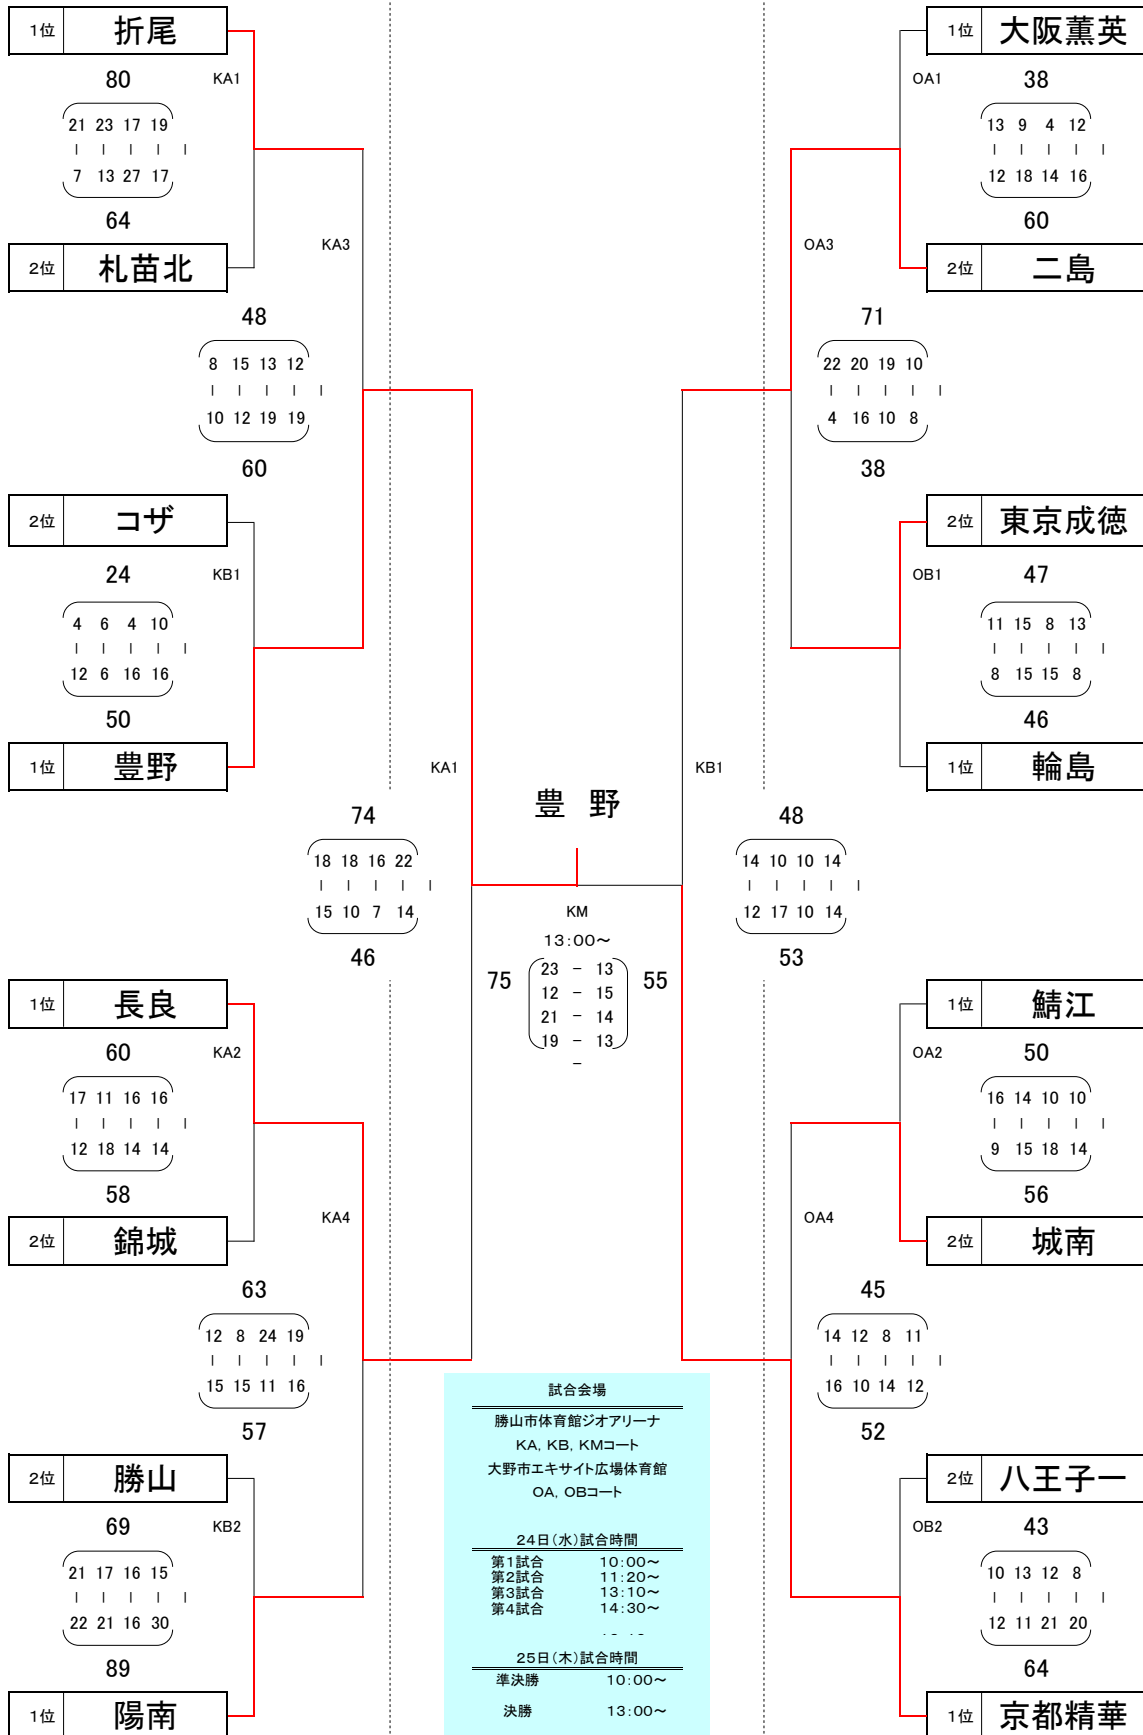 1位 折尾
80
KA1
21 23 17 19
7 13 27 17
64
2位 札苗北
KA3
48
8 15 13 12
10 12 19 19
60
2位 コザ
24
KB1
4 6 4 10
12 6 16 16
50
1位 豊野
KA1
74
18 18 16 22
15 10 7 14
46
1位 長良
60
KA2
17 11 16 16
12 18 14 14
58
2位 錦城
KA4
63
12 8 24 19
15 15 11 16
57
2位 勝山
69
KB2
21 17 16 15
22 21 16 30
89
1位 陽南
豊 野
KM
13:00~
75
23 - 13
12 - 15
21 - 14
19 - 13
-
55
1位 大阪薫英
OA1
38
13 9 4 12
12 18 14 16
60
2位 二島
OA3
71
22 20 19 10
4 16 10 8
38
2位 東京成徳
OB1
47
11 15 8 13
8 15 15 8
46
1位 輪島
KB1
48
14 10 10 14
12 17 10 14
53
1位 鯖江
OA2
50
16 14 10 10
9 15 18 14
56
2位 城南
OA4
45
14 12 8 11
16 10 14 12
52
2位 八王子一
OB2
43
10 13 12 8
12 11 21 20
64
1位 京都精華
試合会場
勝山市体育館ジオアリーナ
KA, KB, KMコート
大野市エキサイト広場体育館
OA, OBコート
24日(水)試合時間
第1試合 10:00~
第2試合 11:20~
第3試合 13:10~
第4試合 14:30~
25日(木)試合時間
準決勝 10:00~
決勝 13:00~